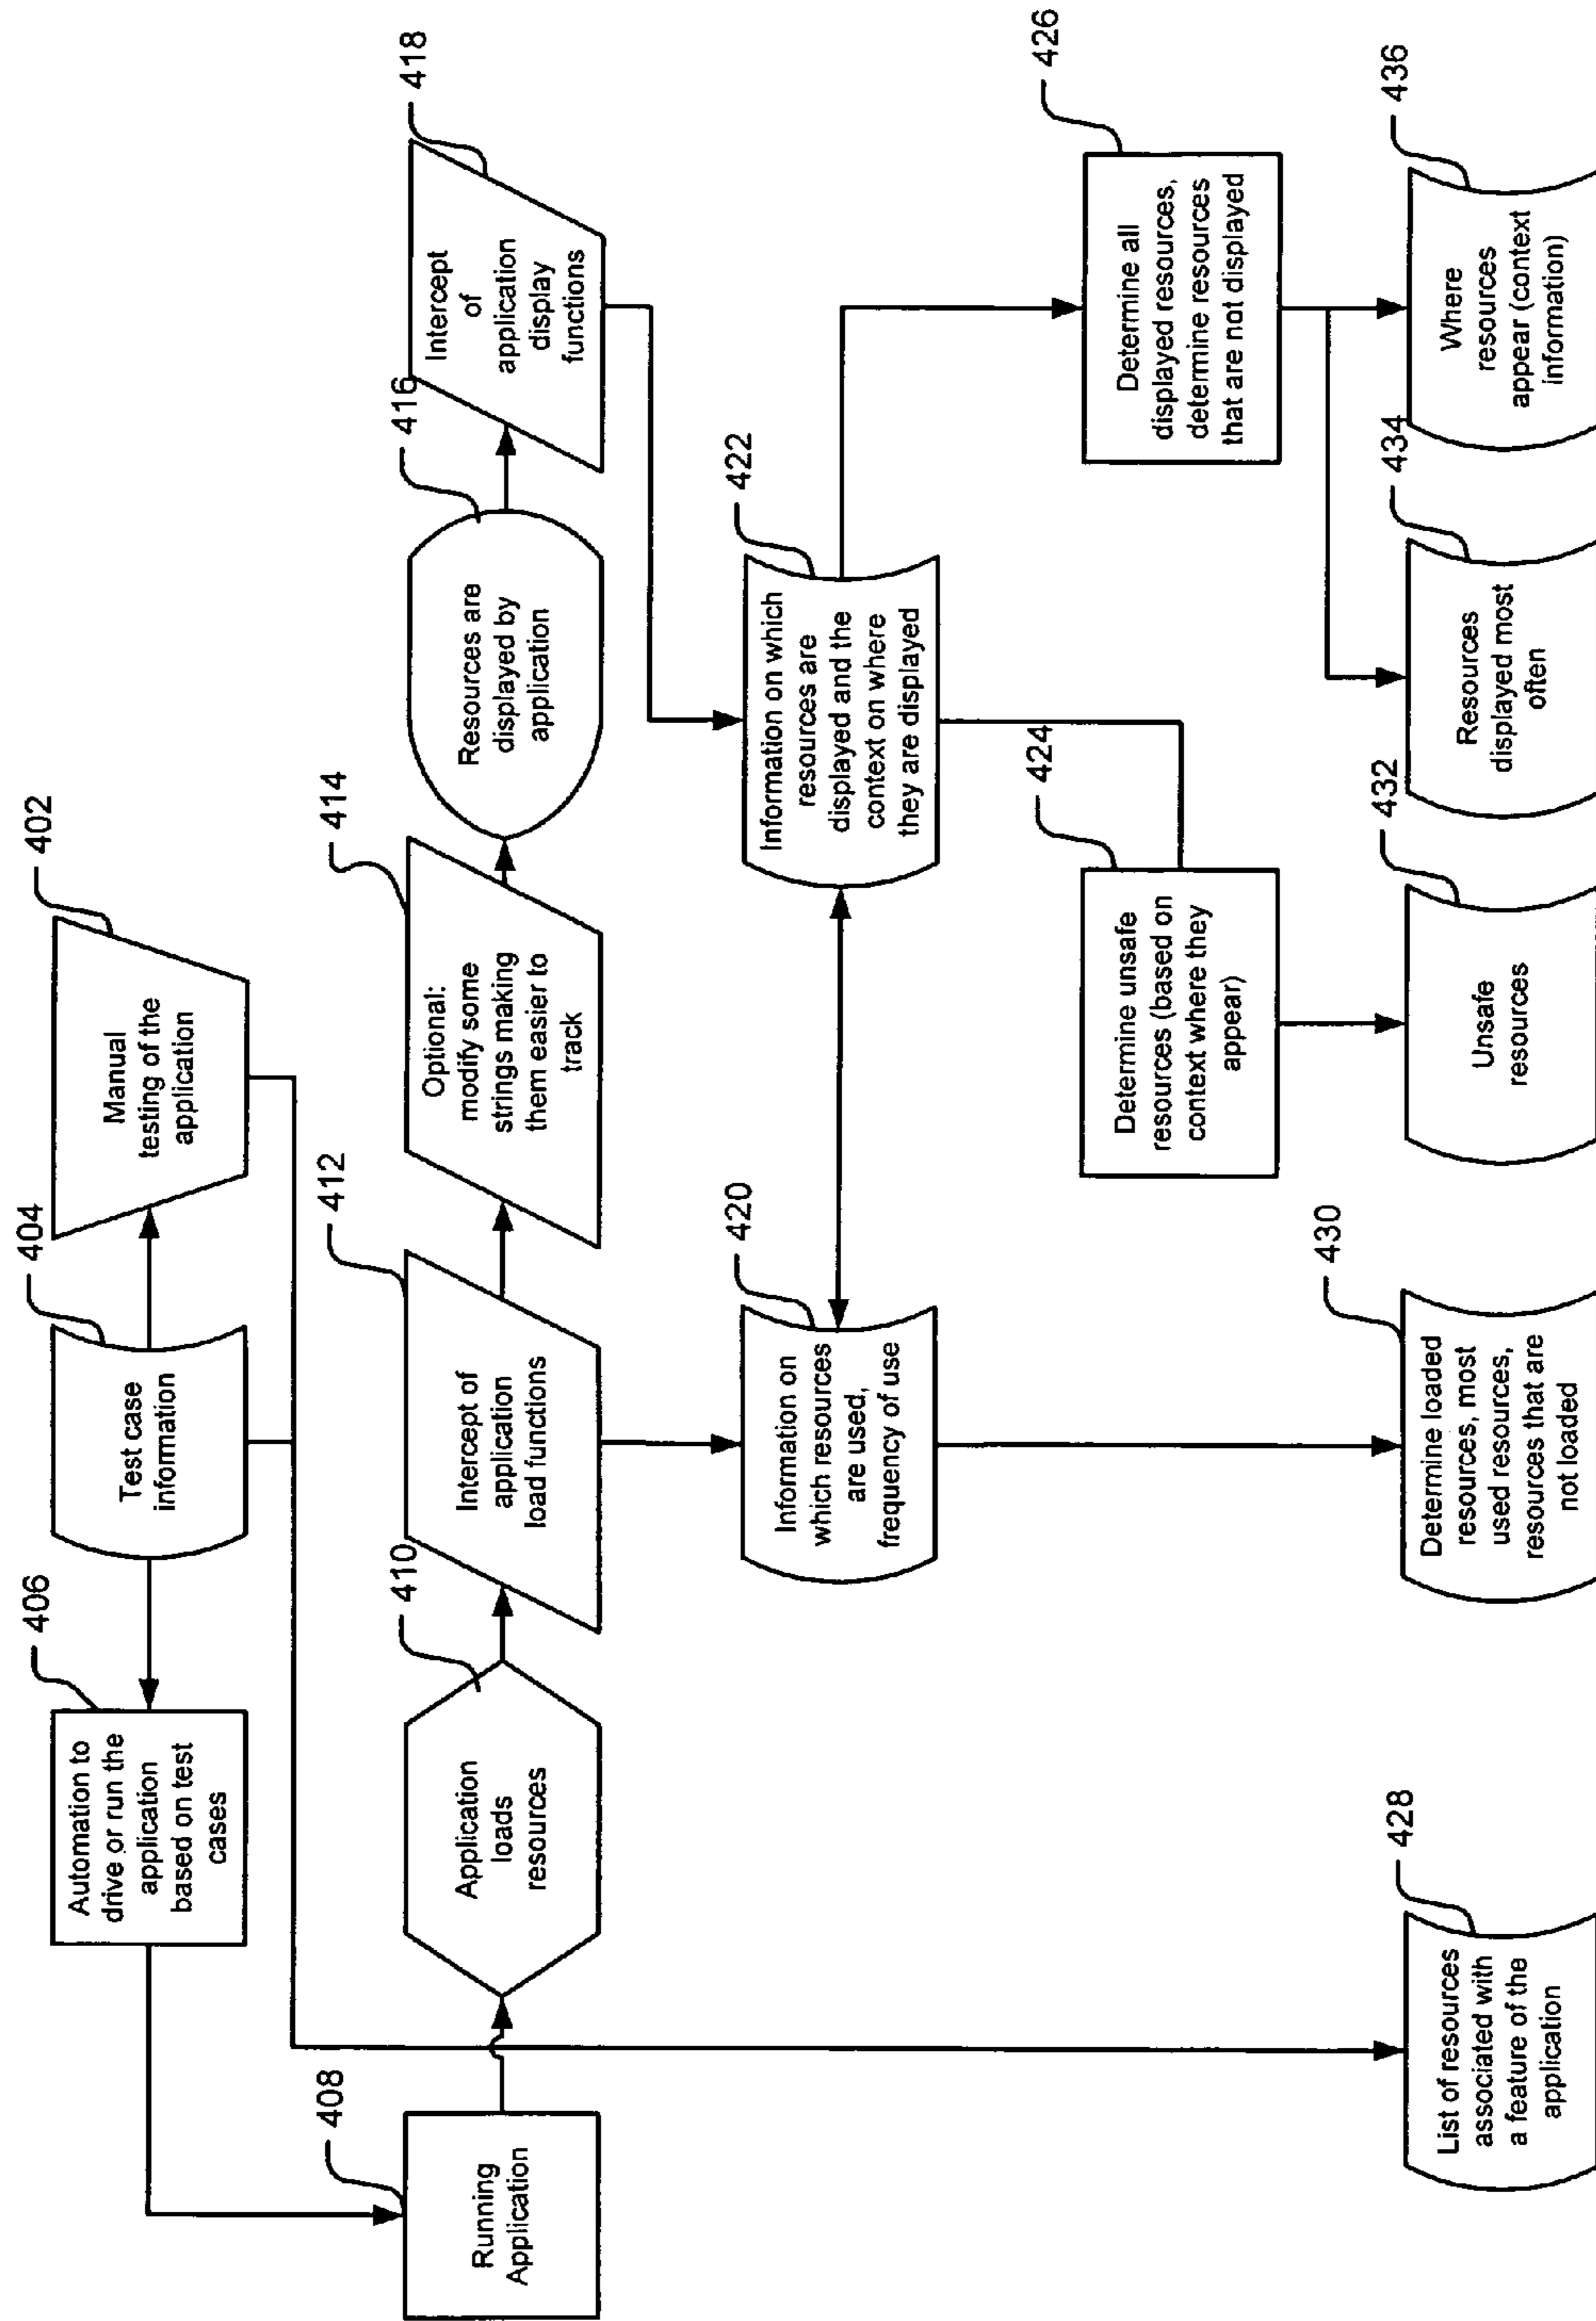 406
Automation to
drive or run the
application
based on test
cases
404
Test case
information
402
Manual
testing of the
application
408
Running
Application
410
Application
loads
resources
412
Intercept of
application
load functions
414
Optional:
modify some
strings making
them easier to
track
416
Resources are
displayed by
application
418
Intercept
of
application
display
functions
420
Information on
which resources
are used,
frequency of use
422
Information on which
resources are
displayed and the
context on where
they are displayed
424
Determine unsafe
resources (based on
context where they
appear)
426
Determine all
displayed resources,
determine resources
that are not displayed
428
List of resources
associated with
a feature of the
application
430
Determine loaded
resources, most
used resources,
resources that are
not loaded
432
Unsafe
resources
434
Resources
displayed most
often
436
Where
resources
appear (context
information)